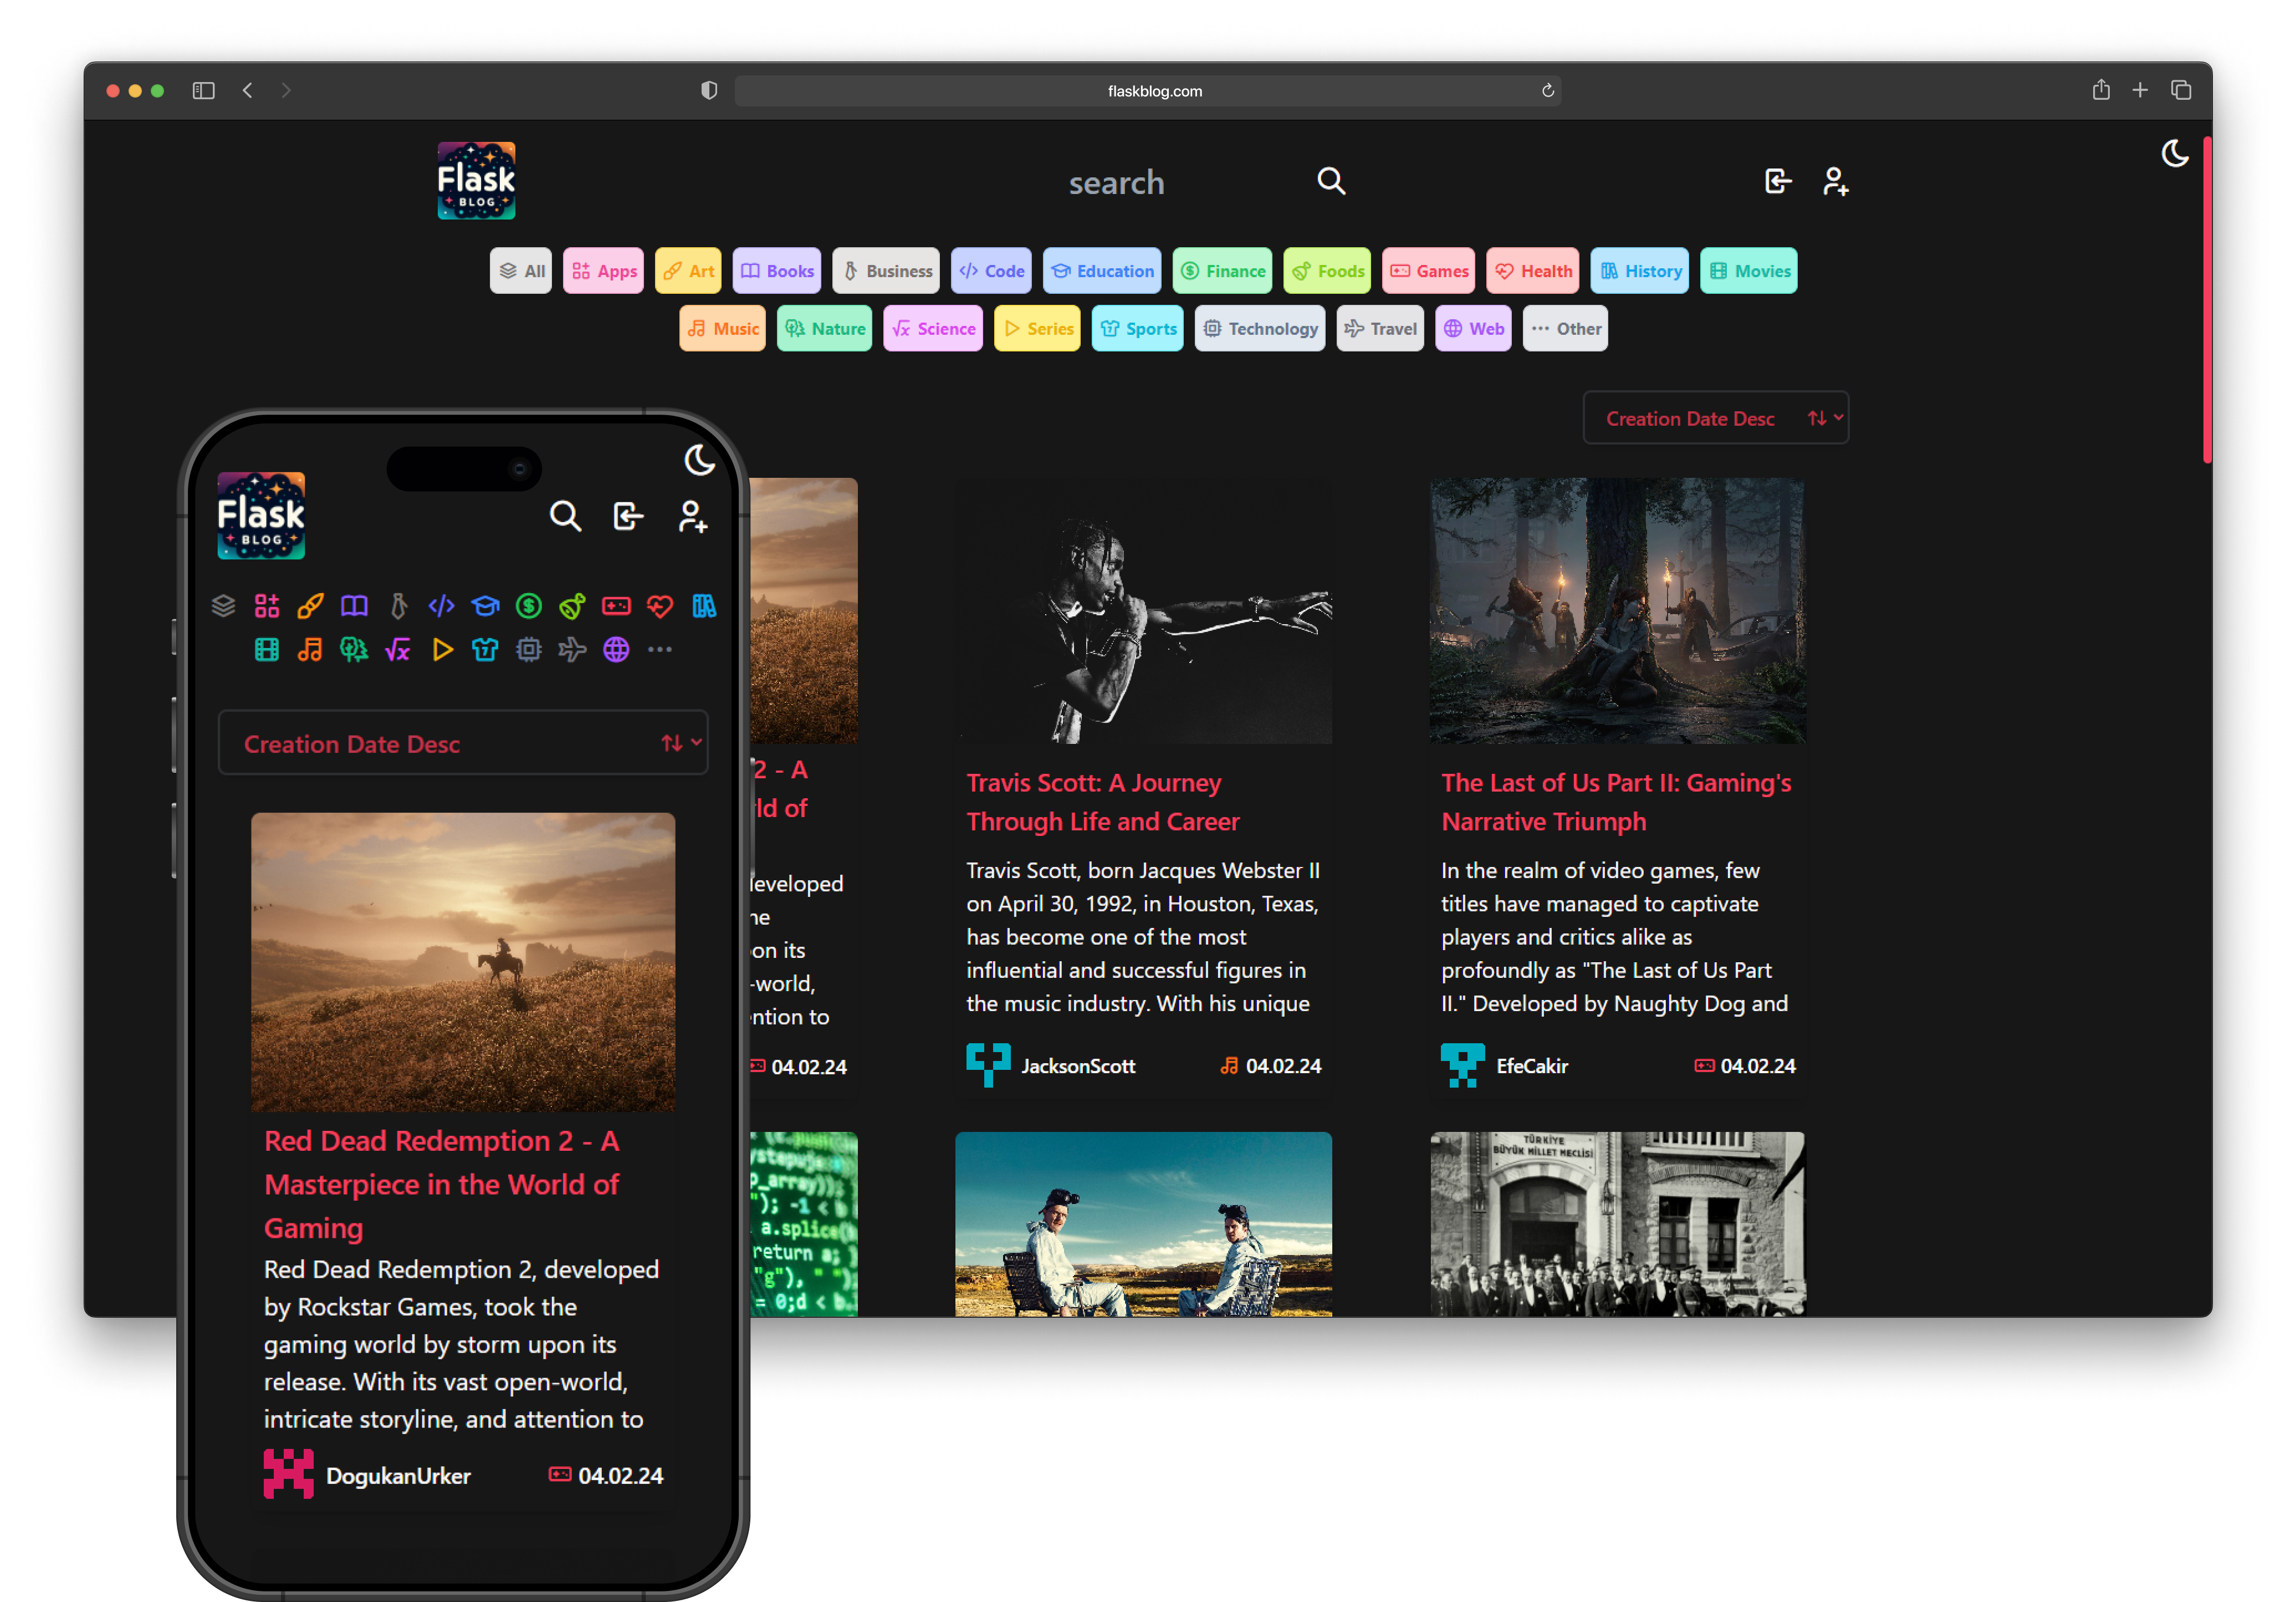 flaskblog.com
Flask
BLOG
search
All Apps Art Books Business Code Education Finance Foods Games Health History Movies
Music Nature Science Series Sports Technology Travel Web Other
Creation Date Desc
2 - A
ld of
eveloped
ne
on its
-world,
ntion to
04.02.24
Travis Scott: A Journey
Through Life and Career
Travis Scott, born Jacques Webster II
on April 30, 1992, in Houston, Texas,
has become one of the most
influential and successful figures in
the music industry. With his unique
JacksonScott 04.02.24
The Last of Us Part II: Gaming's
Narrative Triumph
In the realm of video games, few
titles have managed to captivate
players and critics alike as
profoundly as "The Last of Us Part
II." Developed by Naughty Dog and
EfeCakir 04.02.24
p_array));
"); -1 < b
a.splice(
return a; }
"g"), " ");
= 0;d < b.
TÜRKİYE
BÜYÜK MİLLET MECLİSİ
Flask
BLOG
Creation Date Desc
Red Dead Redemption 2 - A
Masterpiece in the World of
Gaming
Red Dead Redemption 2, developed
by Rockstar Games, took the
gaming world by storm upon its
release. With its vast open-world,
intricate storyline, and attention to
DogukanUrker 04.02.24